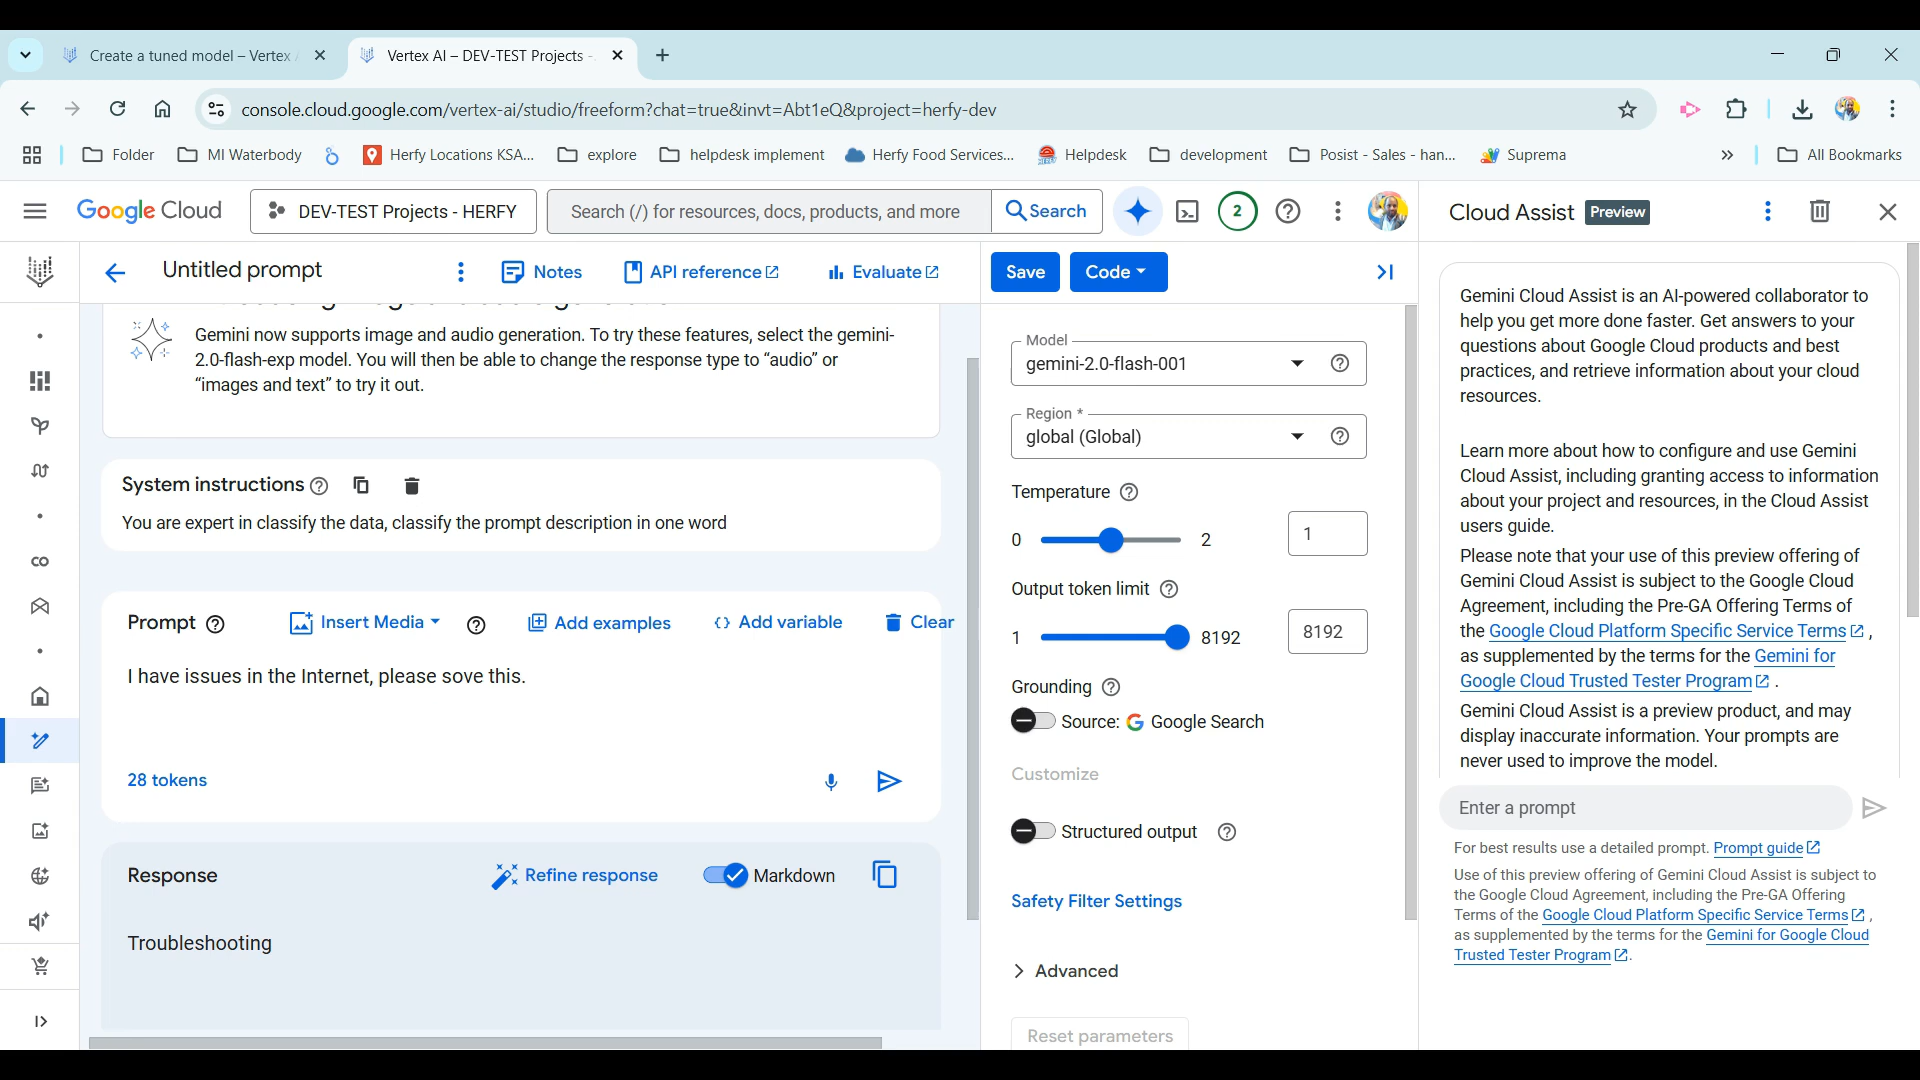 Create a tuned model – Vertex
Vertex AI – DEV-TEST Projects -
console.cloud.google.com/vertex-ai/studio/freeform?chat=true&invt=Abt1eQ&project=herfy-dev
Folder
MI Waterbody
Herfy Locations KSA...
explore
helpdesk implement
Herfy Food Services...
Helpdesk
development
Posist - Sales - han...
Suprema
All Bookmarks
Google Cloud
DEV-TEST Projects - HERFY
Search (/) for resources, docs, products, and more
Search
2
Cloud Assist Preview
Untitled prompt
Notes
API reference
Evaluate
Save
Code
Gemini now supports image and audio generation. To try these features, select the gemini-
2.0-flash-exp model. You will then be able to change the response type to “audio” or
“images and text” to try it out.
System instructions
You are expert in classify the data, classify the prompt description in one word
Prompt
Insert Media
Add examples
Add variable
Clear
I have issues in the Internet, please sove this.
28 tokens
Response
Refine response
Markdown
Troubleshooting
Model
gemini-2.0-flash-001
Region *
global (Global)
Temperature
0
2
1
Output token limit
1
8192
8192
Grounding
Source: Google Search
Customize
Structured output
Safety Filter Settings
Advanced
Reset parameters
Gemini Cloud Assist is an AI-powered collaborator to
help you get more done faster. Get answers to your
questions about Google Cloud products and best
practices, and retrieve information about your cloud
resources.
Learn more about how to configure and use Gemini
Cloud Assist, including granting access to information
about your project and resources, in the Cloud Assist
users guide.
Please note that your use of this preview offering of
Gemini Cloud Assist is subject to the Google Cloud
Agreement, including the Pre-GA Offering Terms of
the Google Cloud Platform Specific Service Terms ,
as supplemented by the terms for the Gemini for
Google Cloud Trusted Tester Program .
Gemini Cloud Assist is a preview product, and may
display inaccurate information. Your prompts are
never used to improve the model.
Enter a prompt
For best results use a detailed prompt. Prompt guide
Use of this preview offering of Gemini Cloud Assist is subject to
the Google Cloud Agreement, including the Pre-GA Offering
Terms of the Google Cloud Platform Specific Service Terms ,
as supplemented by the terms for the Gemini for Google Cloud
Trusted Tester Program .